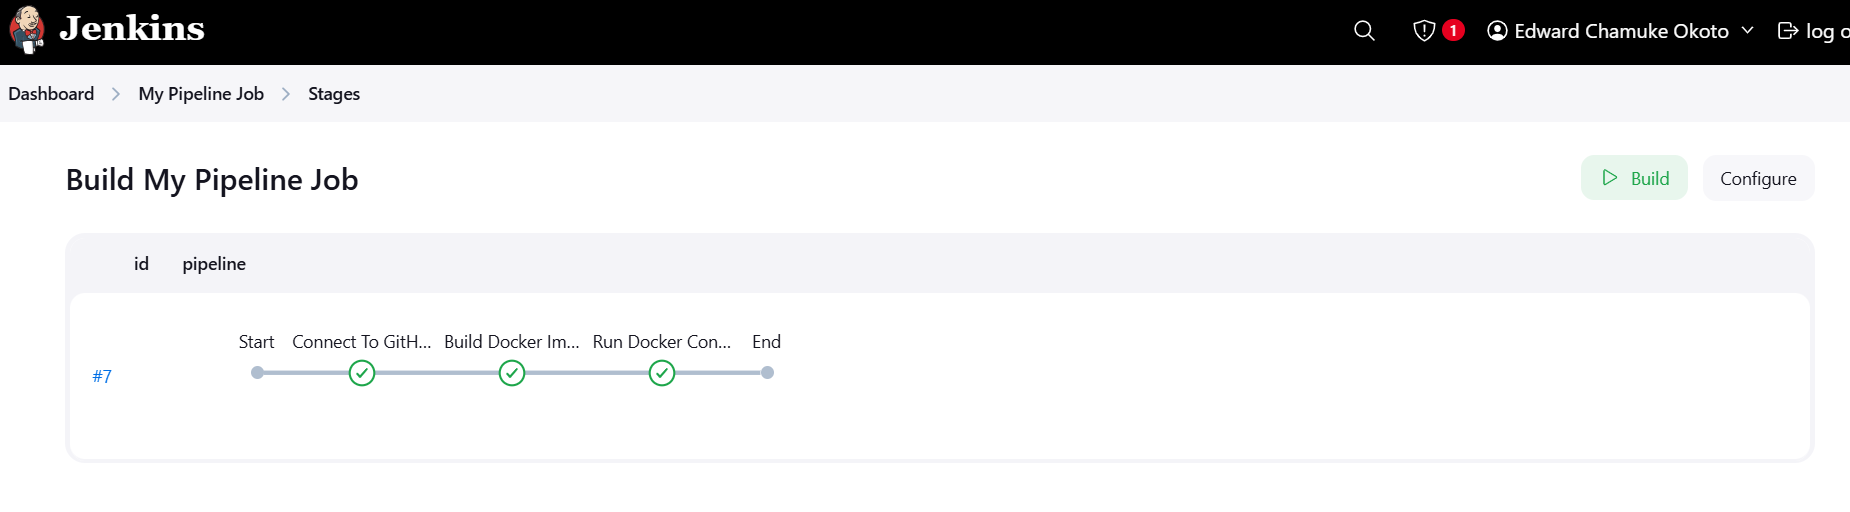 Jenkins
1
Edward Chamuke Okoto
log o
Dashboard
My Pipeline Job
Stages
Build My Pipeline Job
Build
Configure
id pipeline
Start Connect To GitH... Build Docker Im... Run Docker Con... End
#7